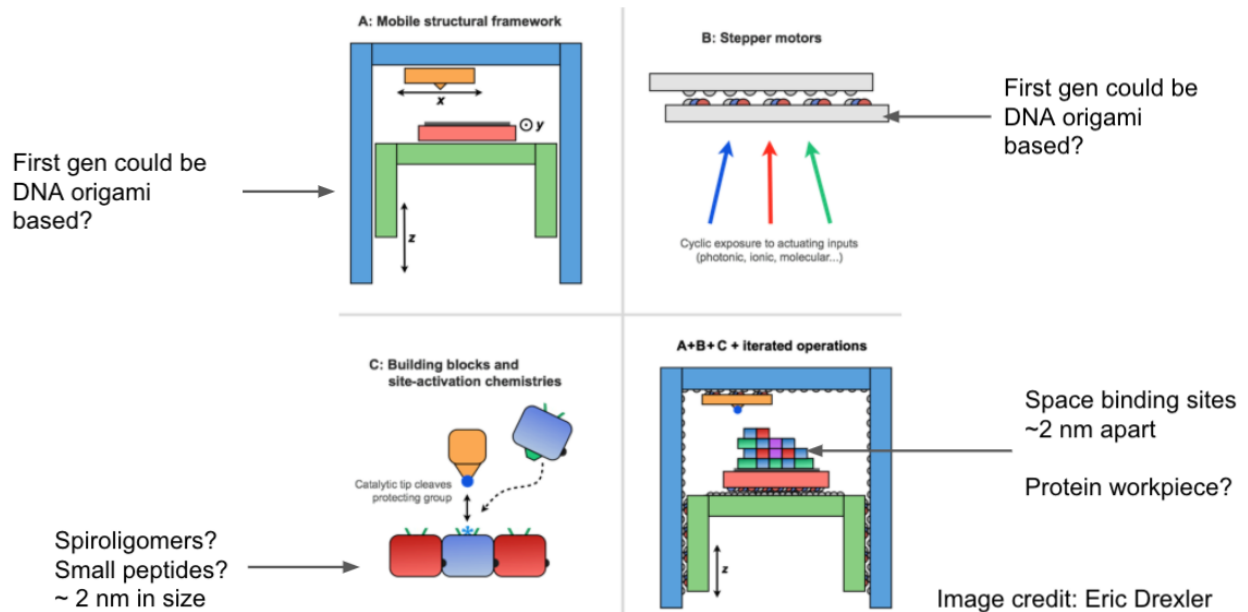 A: Mobile structural framework
x
y
z
First gen could be
DNA origami
based?
B: Stepper motors
First gen could be
DNA origami
based?
Cyclic exposure to actuating inputs
(photonic, ionic, molecular...)
C: Building blocks and
site-activation chemistries
Catalytic tip cleaves
protecting group
Spiroligomers?
Small peptides?
~ 2 nm in size
A+B+C + iterated operations
z
Space binding sites
~2 nm apart
Protein workpiece?
Image credit: Eric Drexler